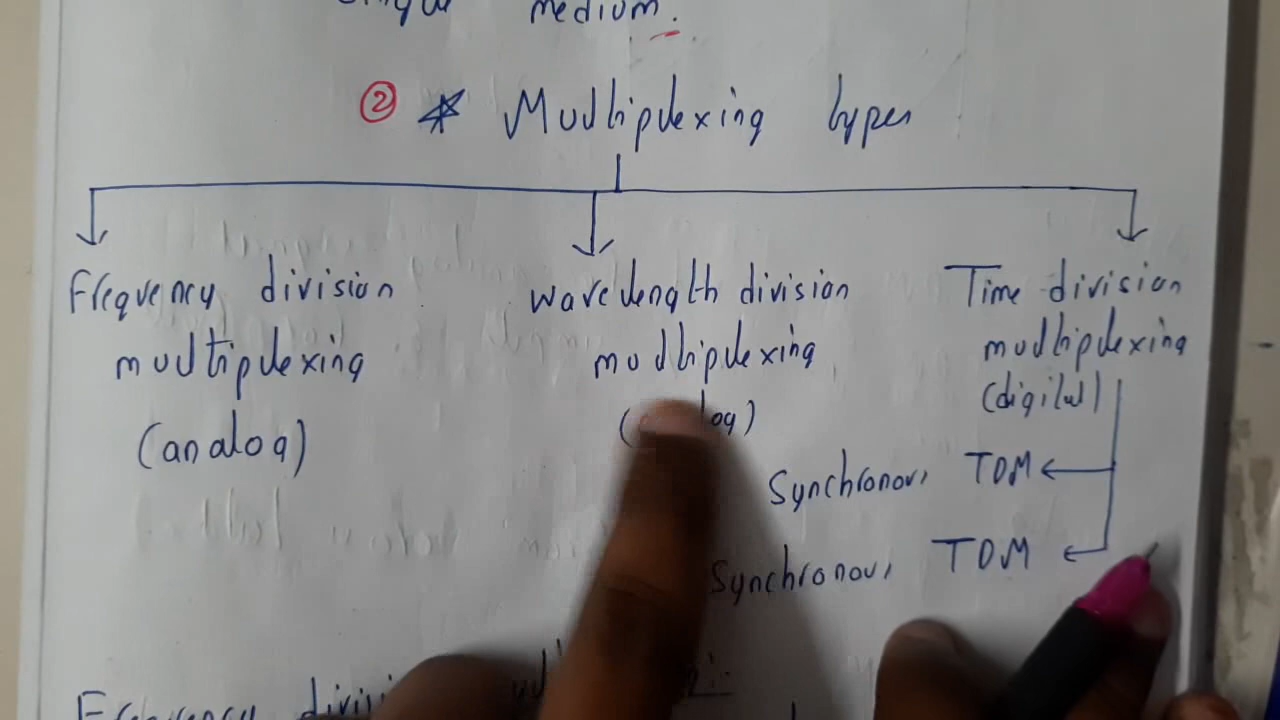 medium.
② * Multiplexing types
Frequency division
multiplexing
(analog)
wavelength division
multiplexing
Time division
multiplexing
(digital)
Synchronous TDM
Synchronous TDM
Frequency